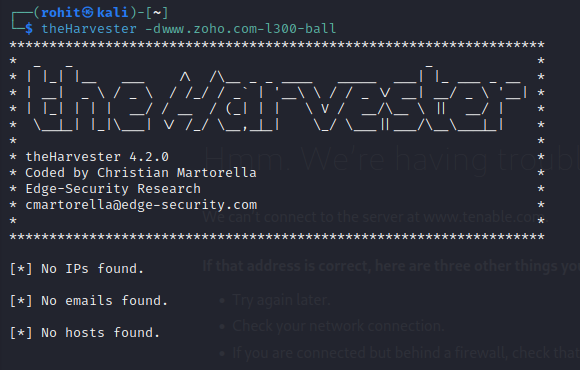 ┌──(rohit㉿kali)-[~]
└─$ theHarvester -dwww.zoho.com-l300-ball
*******************************************************************
theHarvester
* theHarvester 4.2.0 *
* Coded by Christian Martorella *
* Edge-Security Research *
* cmartorella@edge-security.com *
* *
*******************************************************************
Hmm. We're having troub
We can't connect to the server at www.tenable.com
If that address is correct, here are three other things yo
Try again later.
Check your network connection.
If you are connected but behind a firewall, check that
[*] No IPs found.
[*] No emails found.
[*] No hosts found.